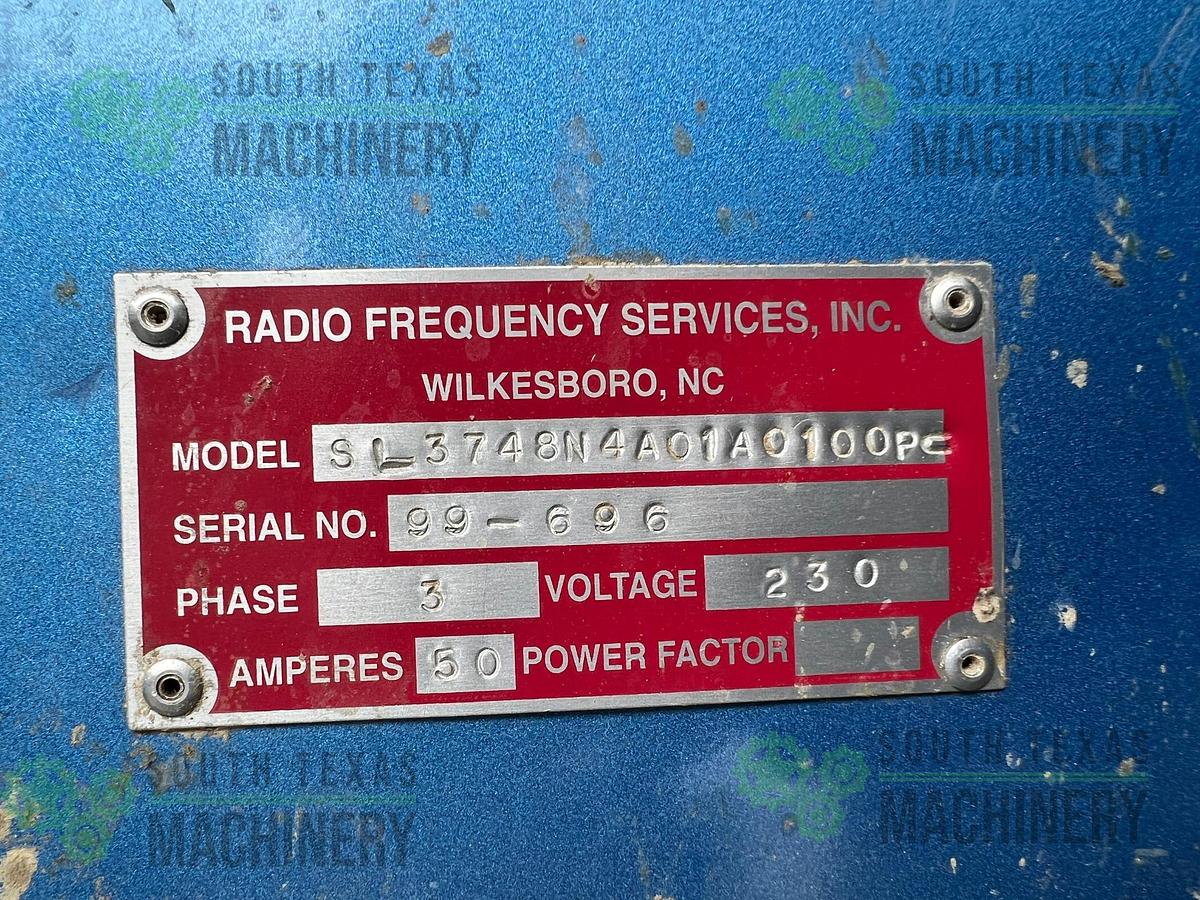 SOUTH TEXAS SOUTH TEXAS
MACHINERY MACHINERY
RADIO FREQUENCY SERVICES, INC.
WILKESBORO, NC
MODEL SL3748N4A01A0100PC
SERIAL NO. 99-696
PHASE 3 VOLTAGE 230
AMPERES 50 POWER FACTOR
SOUTH TEXAS SOUTH TEXAS
MACHINERY MACHINERY